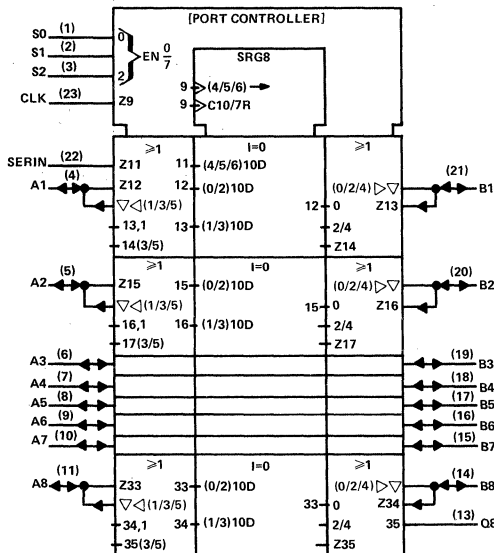 [PORT CONTROLLER]
S0 (1) 0
S1 (2) EN 0/7
S2 (3) 2
CLK (23) Z9
SRG8
9 (4/5/6)
9 C10/7R
≥1 I=0 ≥1
SERIN (22) Z11 11 (4/5/6)10D
A1 (4) Z12 12 (0/2)10D (0/2/4)▷▽ (21) B1
▽◁(1/3/5) 12 0 Z13
13,1 13 (1/3)10D 2/4
14(3/5) Z14
≥1 I=0 ≥1
A2 (5) Z15 15 (0/2)10D (0/2/4)▷▽ (20) B2
▽◁(1/3/5) 15 0 Z16
16,1 16 (1/3)10D 2/4
17(3/5) Z17
A3 (6) (19) B3
A4 (7) (18) B4
A5 (8) (17) B5
A6 (9) (16) B6
A7 (10) (15) B7
≥1 I=0 ≥1
A8 (11) Z33 33 (0/2)10D (0/2/4)▷▽ (14) B8
▽◁(1/3/5) 33 0 Z34
34,1 34 (1/3)10D 2/4 35 (13) Q8
35(3/5) Z35